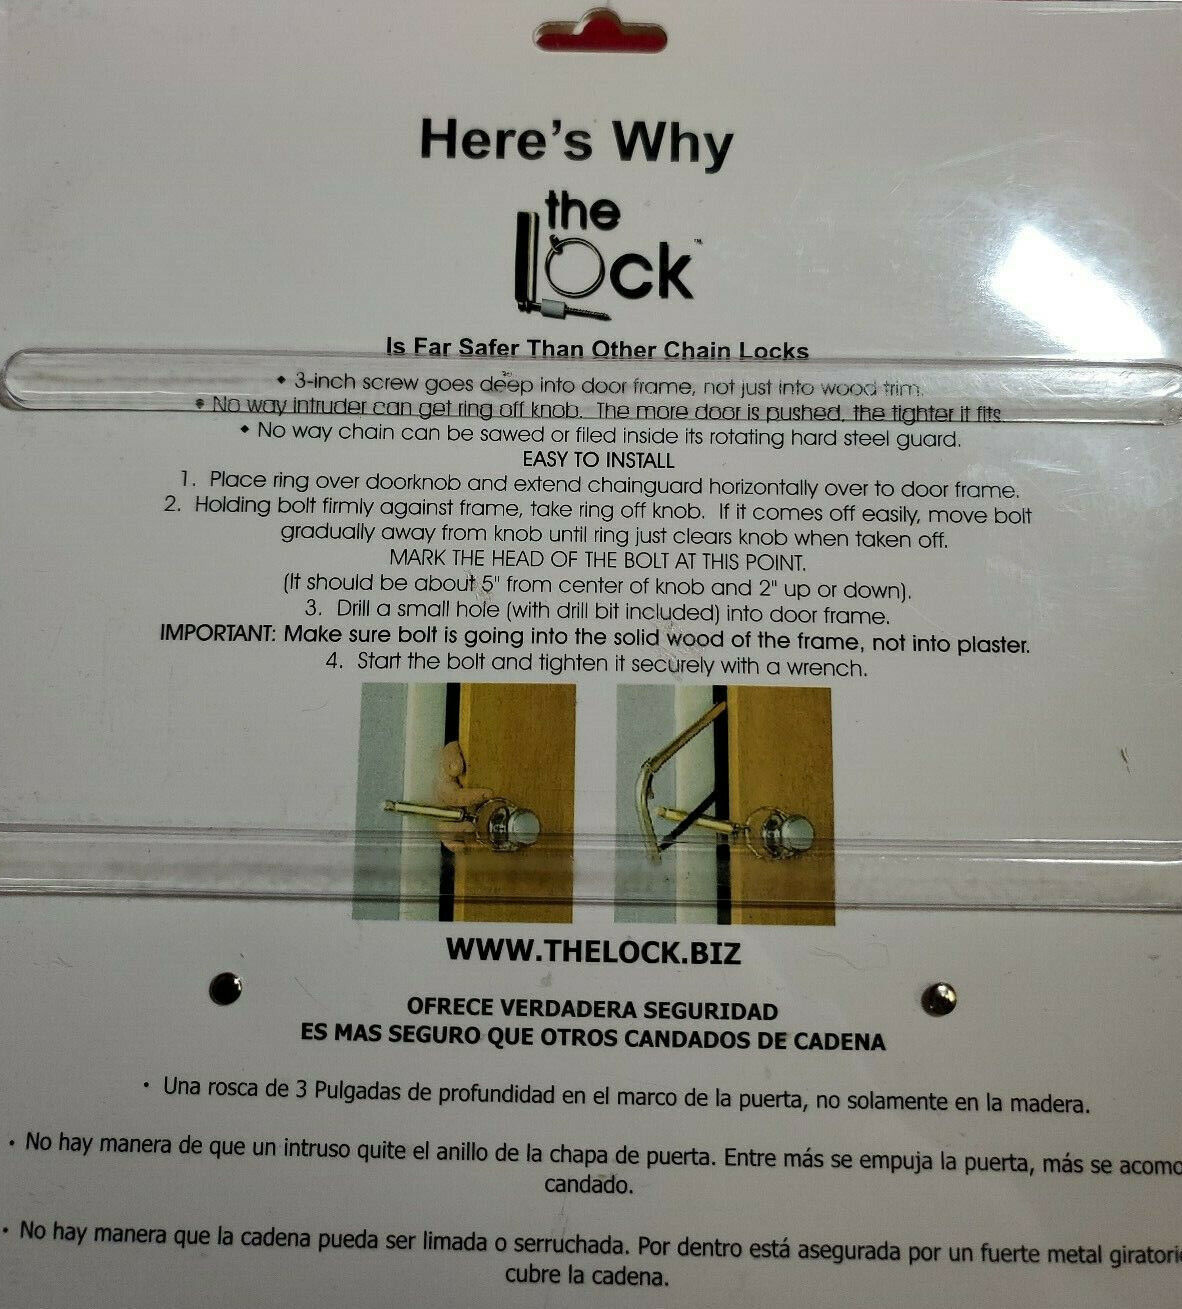 Here's Why
the
Lock™
Is Far Safer Than Other Chain Locks
• 3-inch screw goes deep into door frame, not just into wood trim.
• No way intruder can get ring off knob. The more door is pushed, the tighter it fits.
• No way chain can be sawed or filed inside its rotating hard steel guard.
EASY TO INSTALL
1. Place ring over doorknob and extend chainguard horizontally over to door frame.
2. Holding bolt firmly against frame, take ring off knob. If it comes off easily, move bolt
gradually away from knob until ring just clears knob when taken off.
MARK THE HEAD OF THE BOLT AT THIS POINT.
(It should be about 5" from center of knob and 2" up or down).
3. Drill a small hole (with drill bit included) into door frame.
IMPORTANT: Make sure bolt is going into the solid wood of the frame, not into plaster.
4. Start the bolt and tighten it securely with a wrench.
WWW.THELOCK.BIZ
OFRECE VERDADERA SEGURIDAD
ES MAS SEGURO QUE OTROS CANDADOS DE CADENA
• Una rosca de 3 Pulgadas de profundidad en el marco de la puerta, no solamente en la madera.
• No hay manera de que un intruso quite el anillo de la chapa de puerta. Entre más se empuja la puerta, más se acomo
candado.
• No hay manera que la cadena pueda ser limada o serruchada. Por dentro está asegurada por un fuerte metal giratori
cubre la cadena.